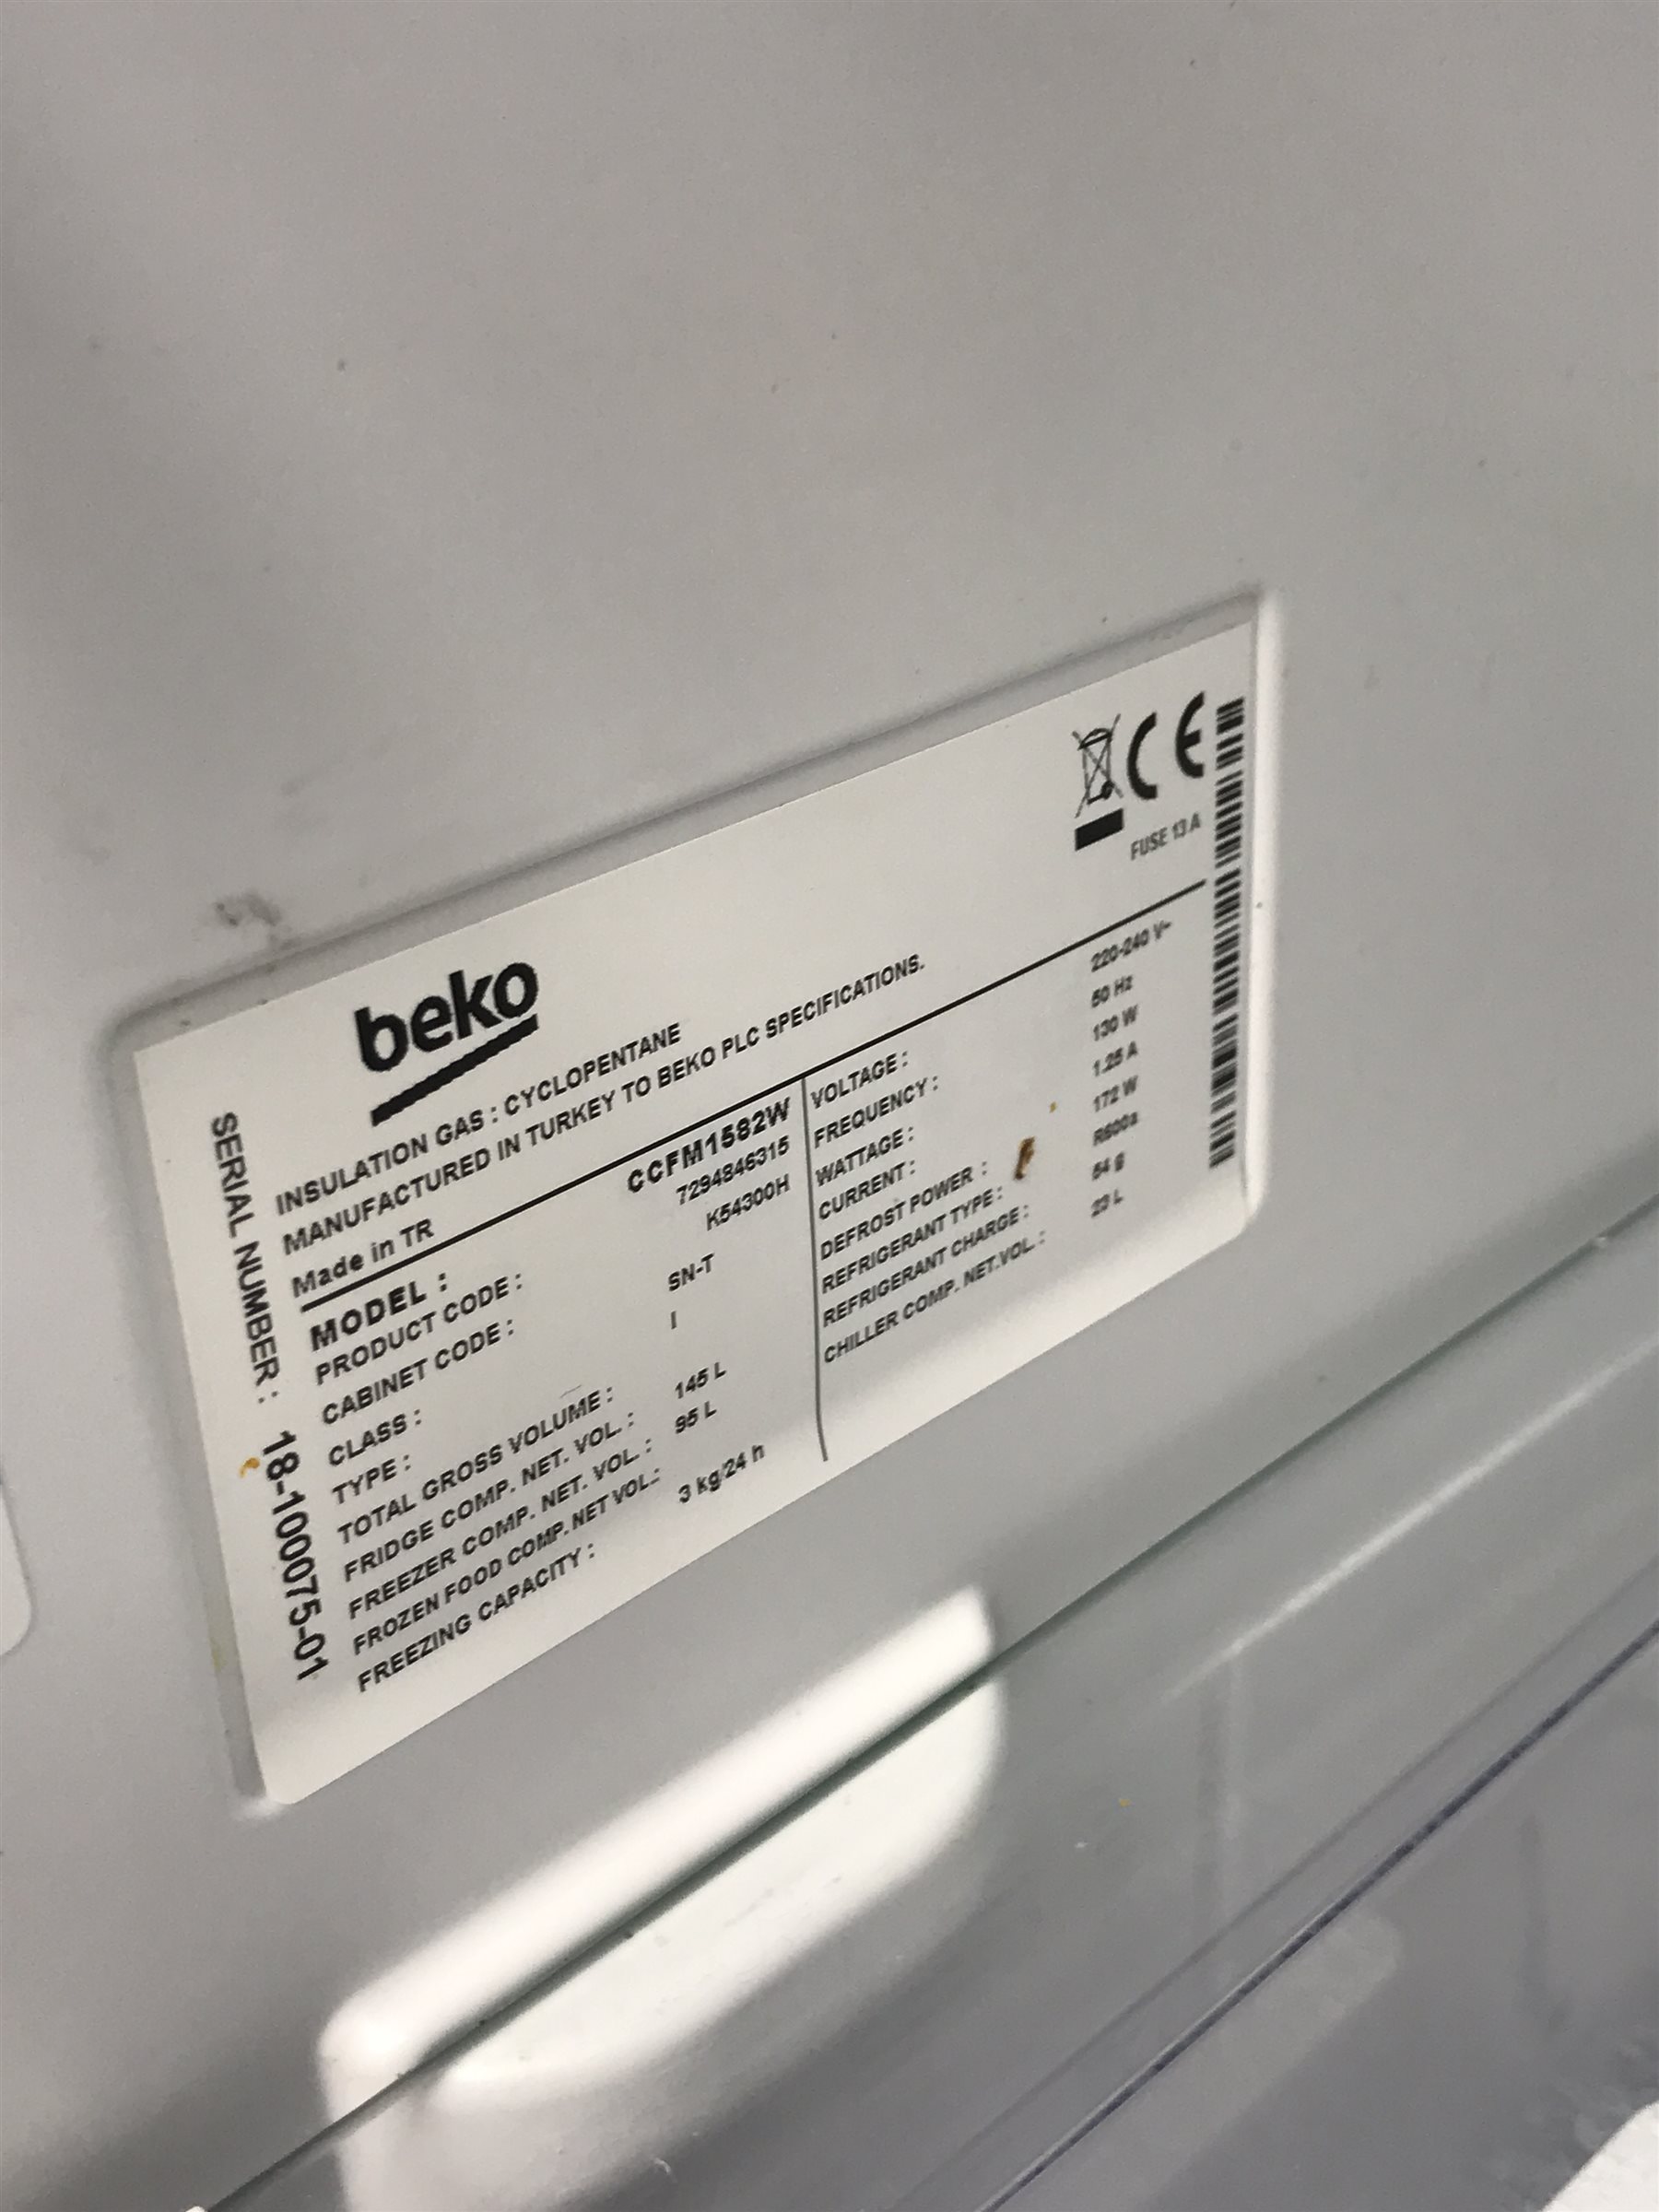 beko
FUSE 13 A
INSULATION GAS : CYCLOPENTANE
MANUFACTURED IN TURKEY TO BEKO PLC SPECIFICATIONS.
Made in TR
SERIAL NUMBER : 18-100075-01
MODEL : CCFM1582W
PRODUCT CODE : 7294846315
CABINET CODE : K54300H
CLASS : SN-T
TYPE : I
TOTAL GROSS VOLUME :
FRIDGE COMP. NET. VOL. : 145 L
FREEZER COMP. NET. VOL. : 95 L
FROZEN FOOD COMP. NET VOL.:
FREEZING CAPACITY : 3 kg/24 h
VOLTAGE : 220-240 V~
FREQUENCY : 50 Hz
WATTAGE : 130 W
CURRENT : 1.25 A
DEFROST POWER : 172 W
REFRIGERANT TYPE : R600a
REFRIGERANT CHARGE : 54 g
CHILLER COMP. NET.VOL. : 23 L